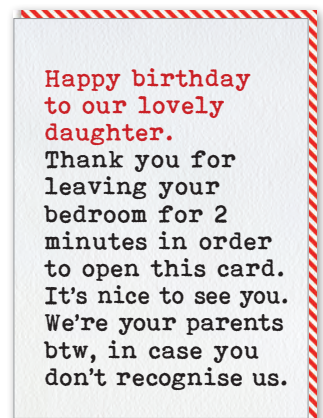 Happy birthday
to our lovely
daughter.
Thank you for
leaving your
bedroom for 2
minutes in order
to open this card.
It's nice to see you.
We're your parents
btw, in case you
don't recognise us.